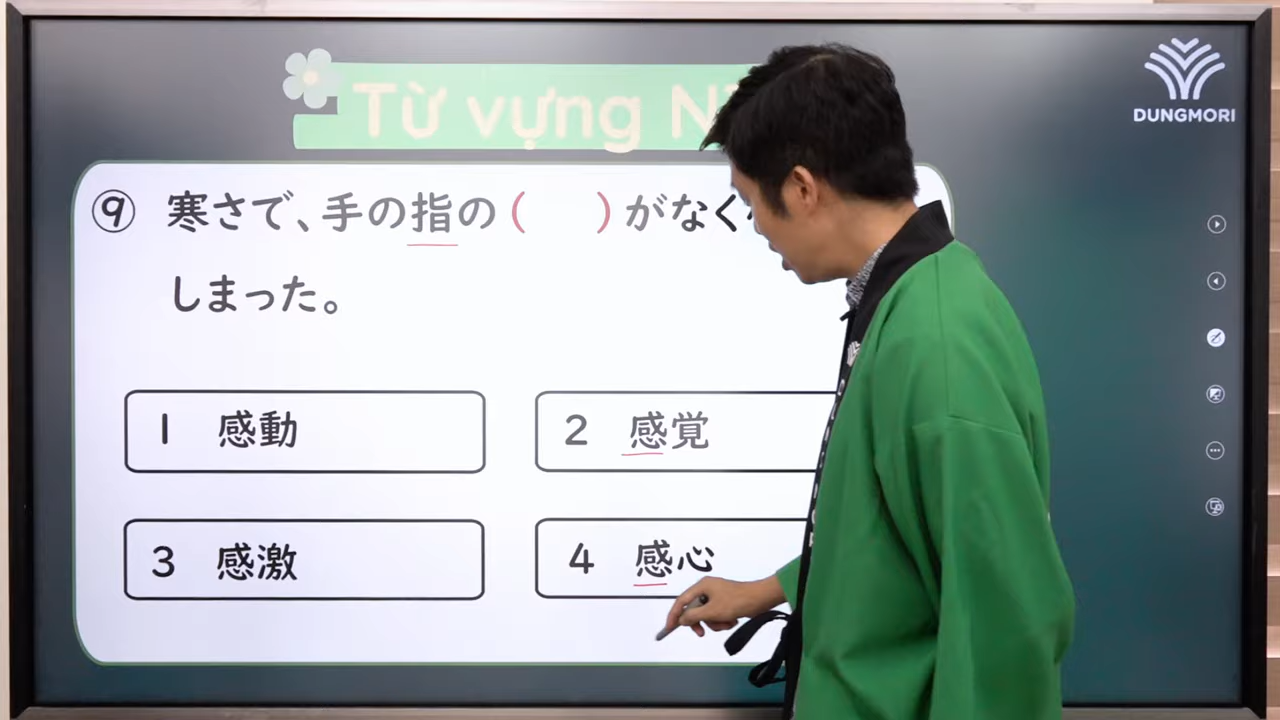 Từ vựng
DUNGMORI
⑨ 寒さで、手の指の(　　)がなく
しまった。
1 感動
2 感覚
3 感激
4 感心